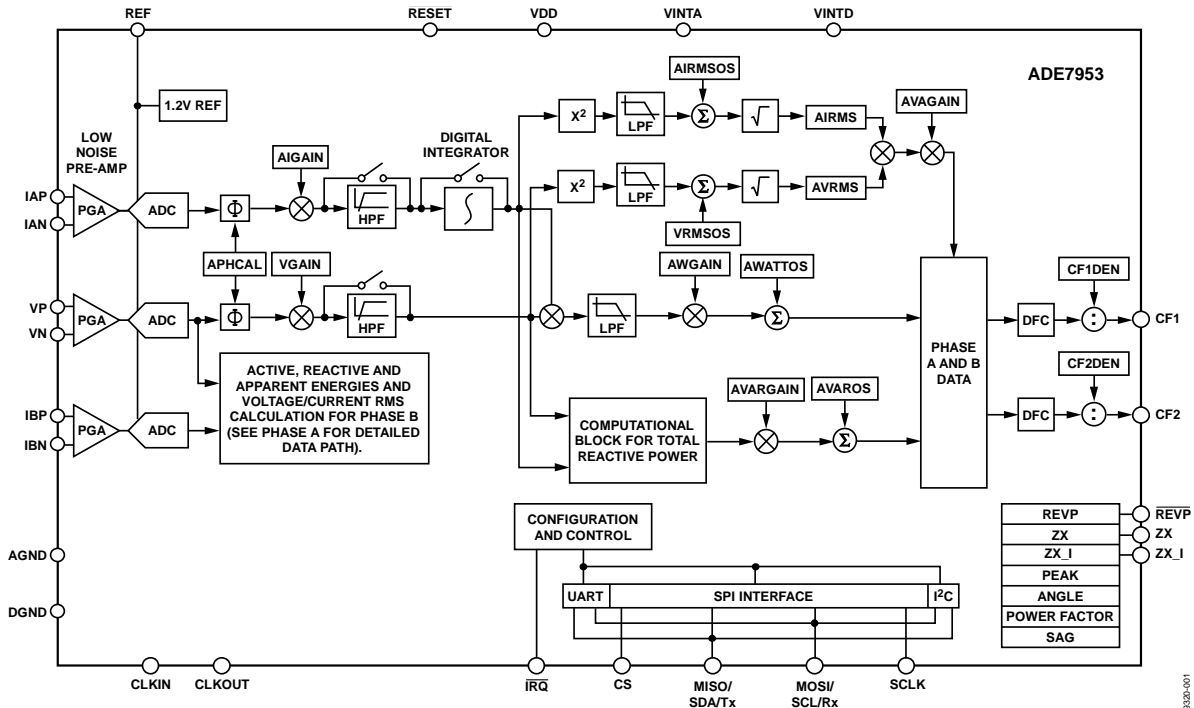 REF
RESET
VDD
VINTA
VINTD
ADE7953
1.2V REF
LOW
NOISE
PRE-AMP
AIGAIN
DIGITAL
INTEGRATOR
AIRMSOS
AVAGAIN
X²
LPF
Σ
√
AIRMS
IAP
IAN
PGA
ADC
Φ
HPF
∫
X²
LPF
Σ
√
AVRMS
VRMSOS
APHCAL
VGAIN
AWGAIN
AWATTOS
CF1DEN
VP
VN
PGA
ADC
Φ
HPF
LPF
Σ
PHASE
A AND B
DATA
DFC
:
CF1
ACTIVE, REACTIVE AND
APPARENT ENERGIES AND
VOLTAGE/CURRENT RMS
CALCULATION FOR PHASE B
(SEE PHASE A FOR DETAILED
DATA PATH).
AVARGAIN
AVAROS
CF2DEN
IBP
IBN
PGA
ADC
COMPUTATIONAL
BLOCK FOR TOTAL
REACTIVE POWER
Σ
DFC
:
CF2
CONFIGURATION
AND CONTROL
REVP
REVP
ZX
ZX
ZX_I
ZX_I
PEAK
ANGLE
POWER FACTOR
SAG
AGND
DGND
UART
SPI INTERFACE
I²C
CLKIN
CLKOUT
IRQ
CS
MISO/
SDA/Tx
MOSI/
SCL/Rx
SCLK